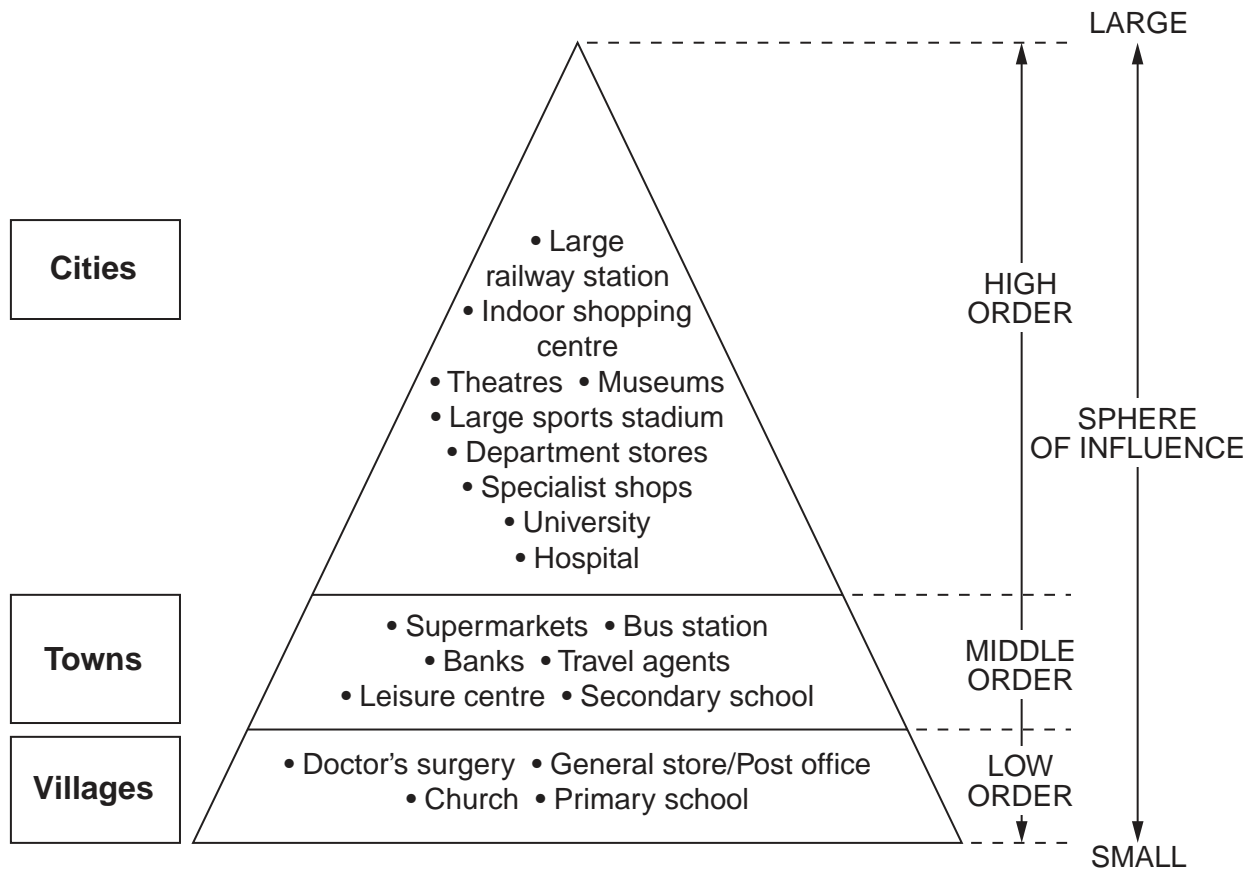 LARGE
Cities
• Large
railway station
• Indoor shopping
centre
• Theatres • Museums
• Large sports stadium
• Department stores
• Specialist shops
• University
• Hospital
HIGH
ORDER
SPHERE
OF INFLUENCE
Towns
• Supermarkets • Bus station
• Banks • Travel agents
• Leisure centre • Secondary school
MIDDLE
ORDER
Villages
• Doctor’s surgery • General store/Post office
• Church • Primary school
LOW
ORDER
SMALL